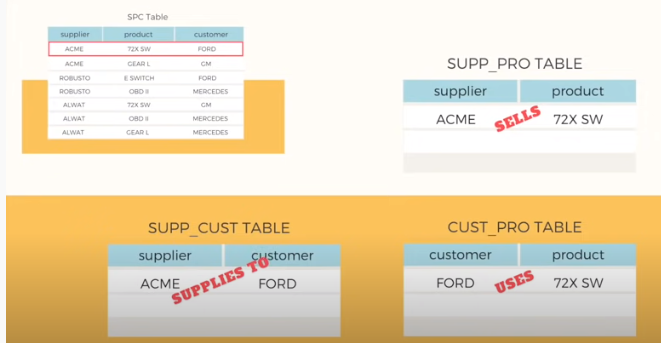 SPC Table
supplier product customer
ACME 72X SW FORD
ACME GEAR L GM
ROBUSTO E SWITCH FORD
ROBUSTO OBD II MERCEDES
ALWAT 72X SW GM
ALWAT OBD II MERCEDES
ALWAT GEAR L MERCEDES
SUPP_PRO TABLE
supplier product
ACME SELLS 72X SW
SUPP_CUST TABLE
supplier customer
ACME SUPPLIES TO FORD
CUST_PRO TABLE
customer product
FORD USES 72X SW